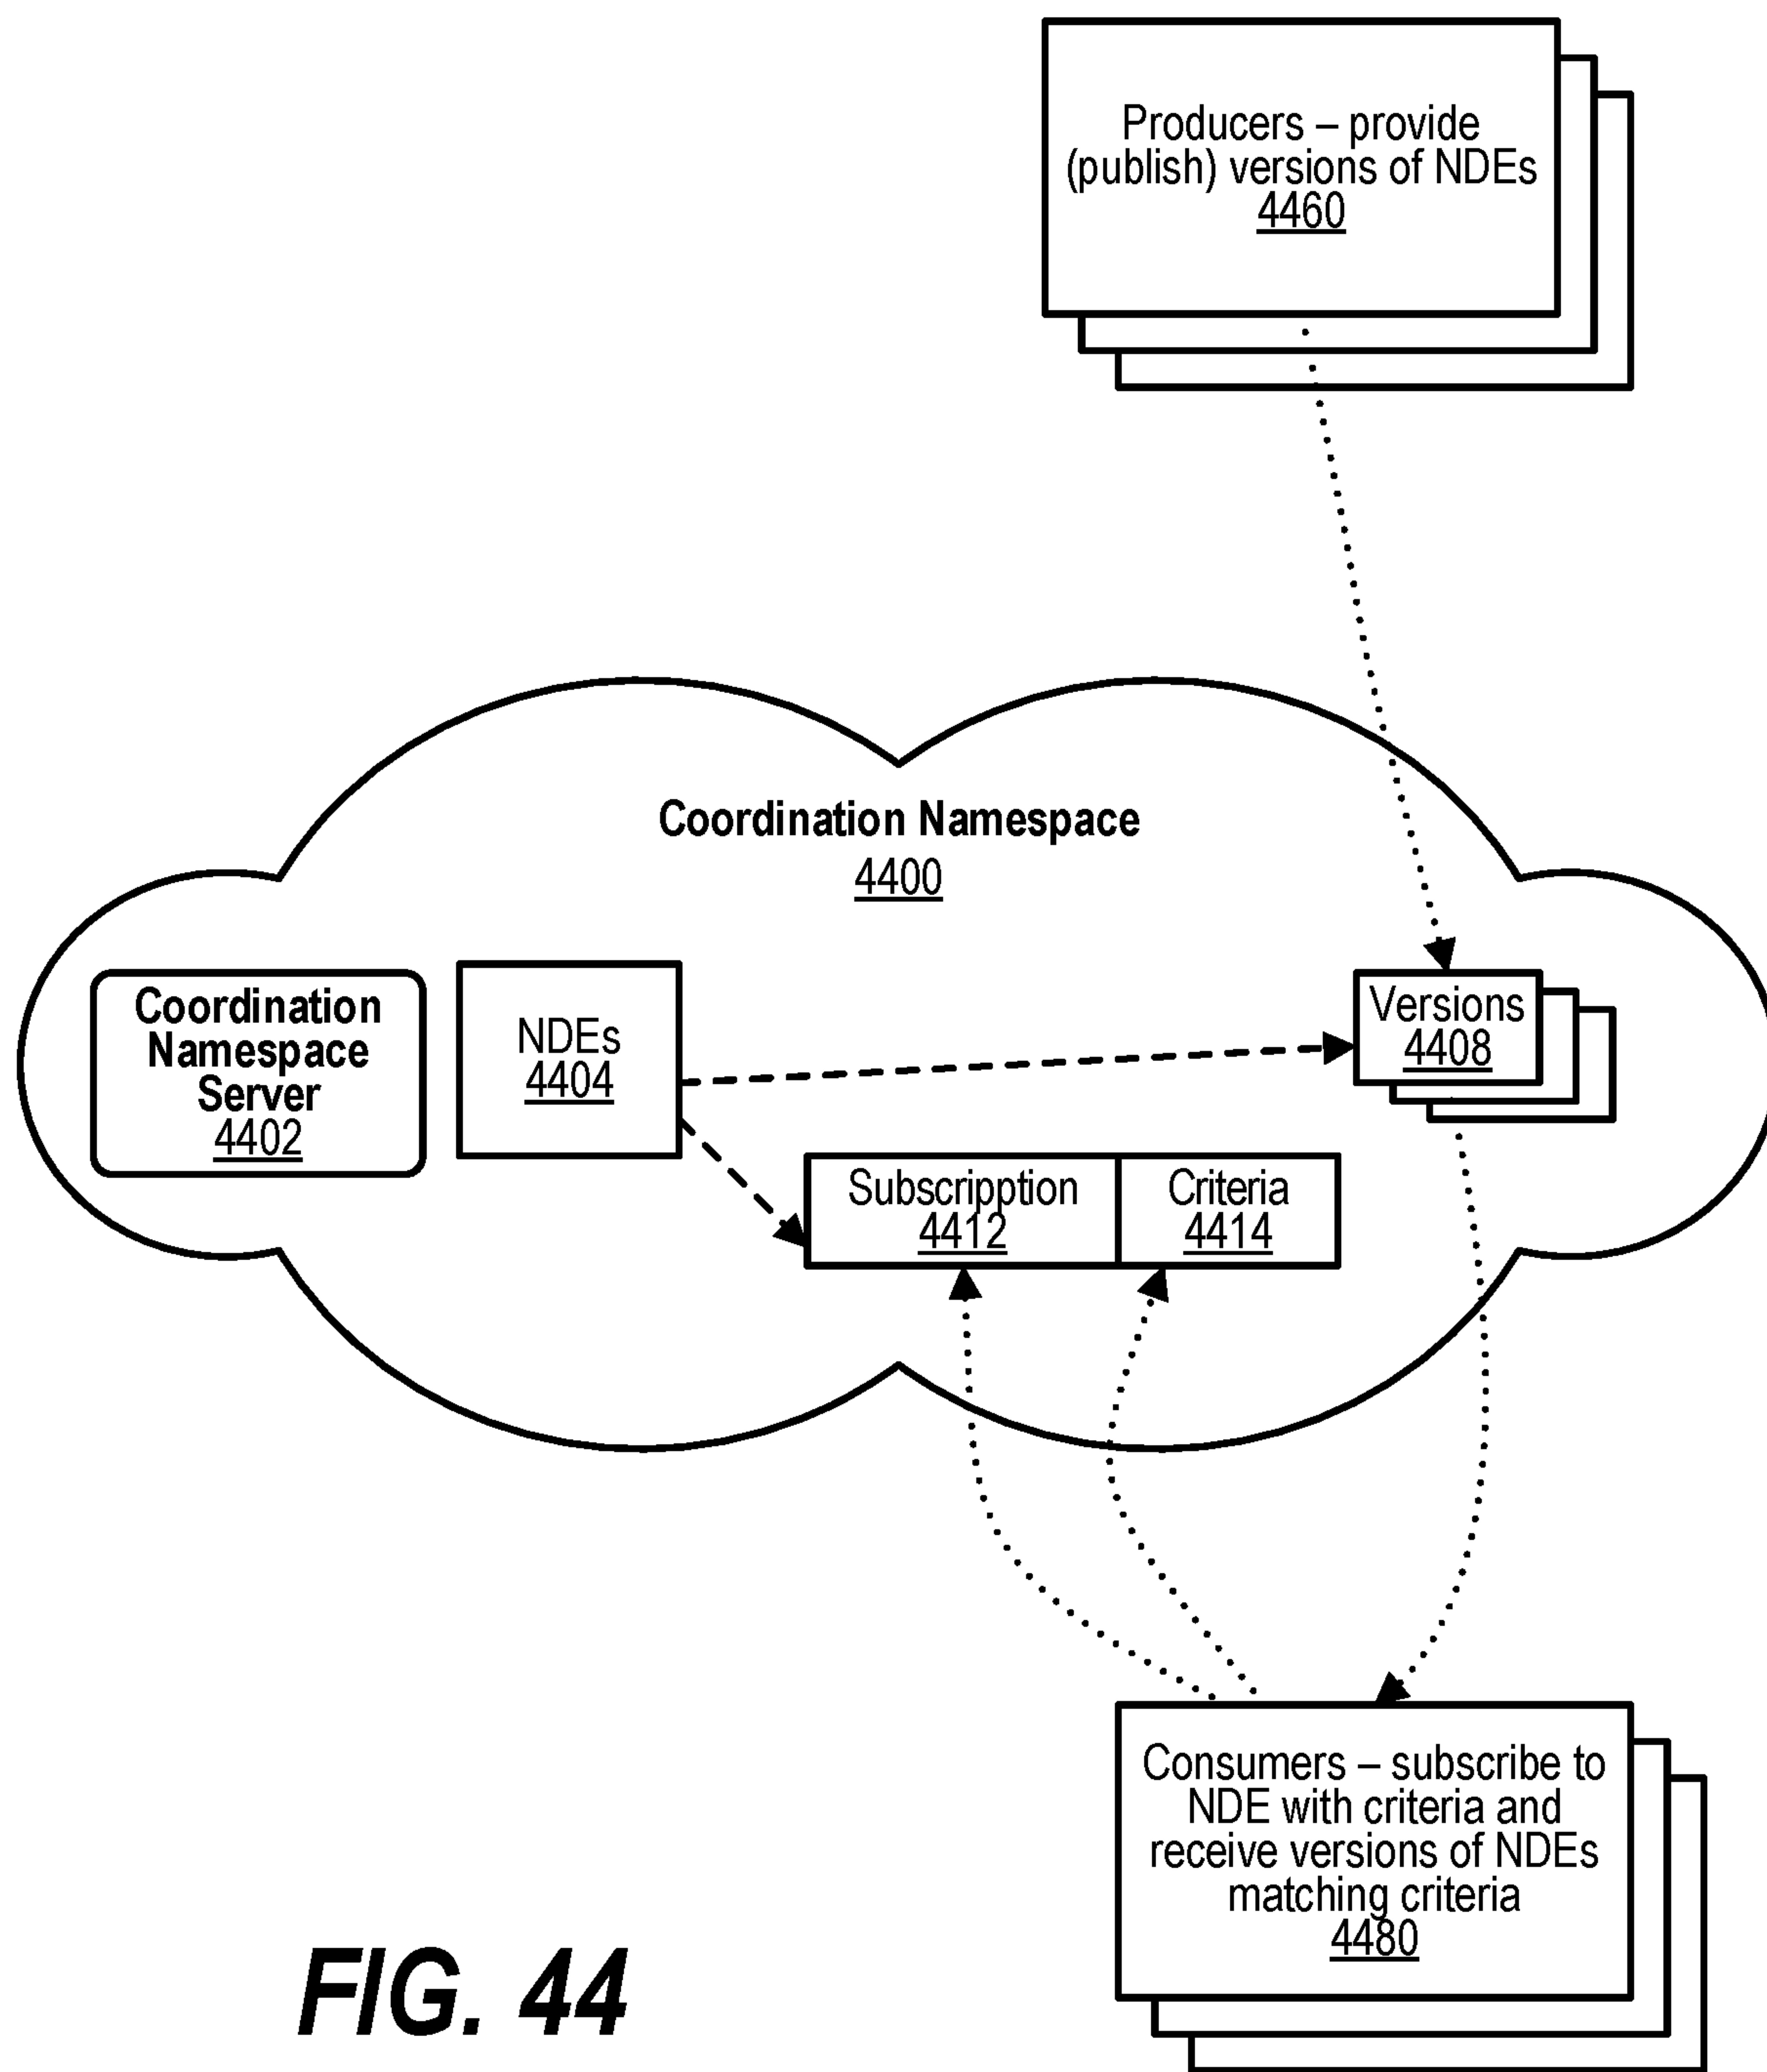 Producers – provide
(publish) versions of NDEs
4460
Coordination Namespace
4400
Coordination
Namespace
Server
4402
NDEs
4404
Versions
4408
Subscripption
4412
Criteria
4414
Consumers – subscribe to
NDE with criteria and
receive versions of NDEs
matching criteria
4480
FIG. 44